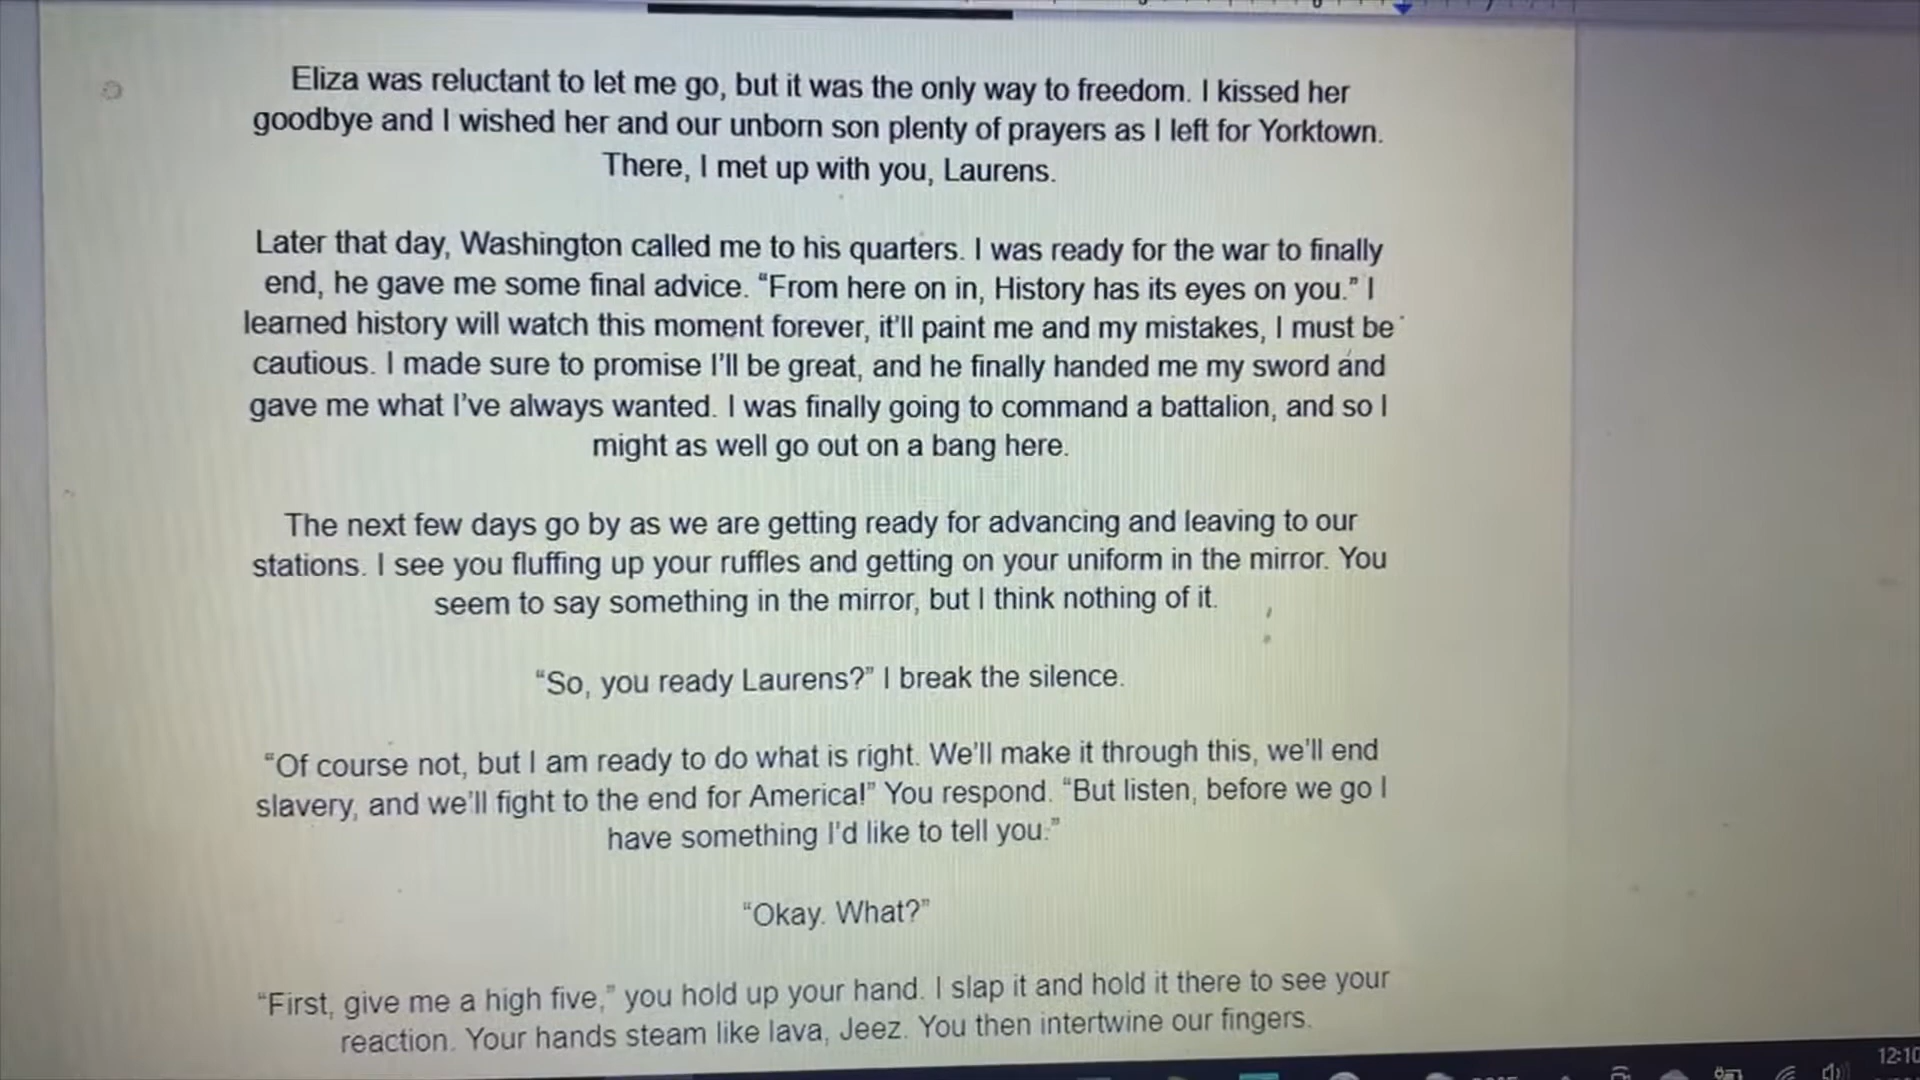 Eliza was reluctant to let me go, but it was the only way to freedom. I kissed her
goodbye and I wished her and our unborn son plenty of prayers as I left for Yorktown.
There, I met up with you, Laurens.
Later that day, Washington called me to his quarters. I was ready for the war to finally
end, he gave me some final advice. “From here on in, History has its eyes on you.” I
learned history will watch this moment forever, it’ll paint me and my mistakes, I must be
cautious. I made sure to promise I’ll be great, and he finally handed me my sword and
gave me what I’ve always wanted. I was finally going to command a battalion, and so I
might as well go out on a bang here.
The next few days go by as we are getting ready for advancing and leaving to our
stations. I see you fluffing up your ruffles and getting on your uniform in the mirror. You
seem to say something in the mirror, but I think nothing of it.
“So, you ready Laurens?” I break the silence.
“Of course not, but I am ready to do what is right. We’ll make it through this, we’ll end
slavery, and we’ll fight to the end for America!” You respond. “But listen, before we go I
have something I’d like to tell you.”
“Okay. What?”
“First, give me a high five,” you hold up your hand. I slap it and hold it there to see your
reaction. Your hands steam like lava, Jeez. You then intertwine our fingers.
12:10